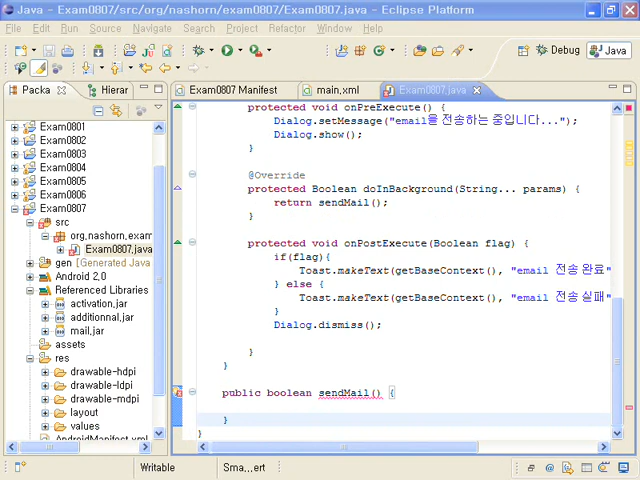 Java - Exam0807/src/org/nashorn/exam0807/Exam0807.java - Eclipse Platform
File Edit Run Source Navigate Search Project Refactor Window Help
Debug Java
Packa Hierar
Exam0801
Exam0802
Exam0803
Exam0804
Exam0805
Exam0806
Exam0807
src
org,nashorn,exam
Exam0807,java
gen [Generated Java
Android 2,0
Referenced Libraries
activation,jar
additionnal,jar
mail,jar
assets
res
drawable-hdpi
drawable-ldpi
drawable-mdpi
layout
values
AndroidManifest,xml
Exam0807 Manifest main,xml Exam0807,java
protected void onPreExecute() {
Dialog.setMessage("email을 전송하는 중입니다...");
Dialog.show();
}
@Override
protected Boolean doInBackground(String... params) {
return sendMail();
}
protected void onPostExecute(Boolean flag) {
if(flag){
Toast.makeText(getBaseContext(), "email 전송 완료"
} else {
Toast.makeText(getBaseContext(), "email 전송 실패"
}
Dialog.dismiss();
}
}
public boolean sendMail() {
}
}
Writable Sma,,,ert